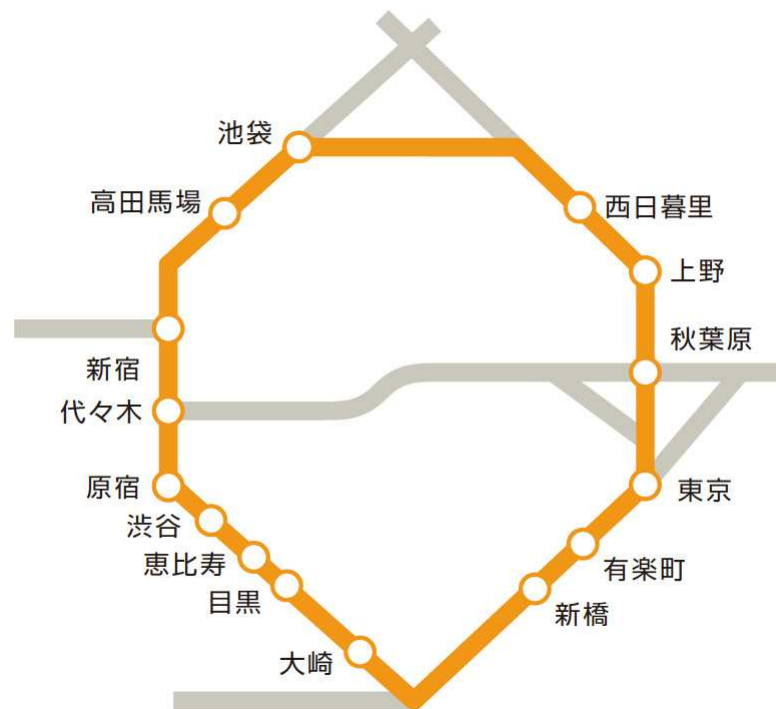 池袋
高田馬場
西日暮里
上野
秋葉原
新宿
代々木
原宿
東京
渋谷
恵比寿
有楽町
目黒
新橋
大崎